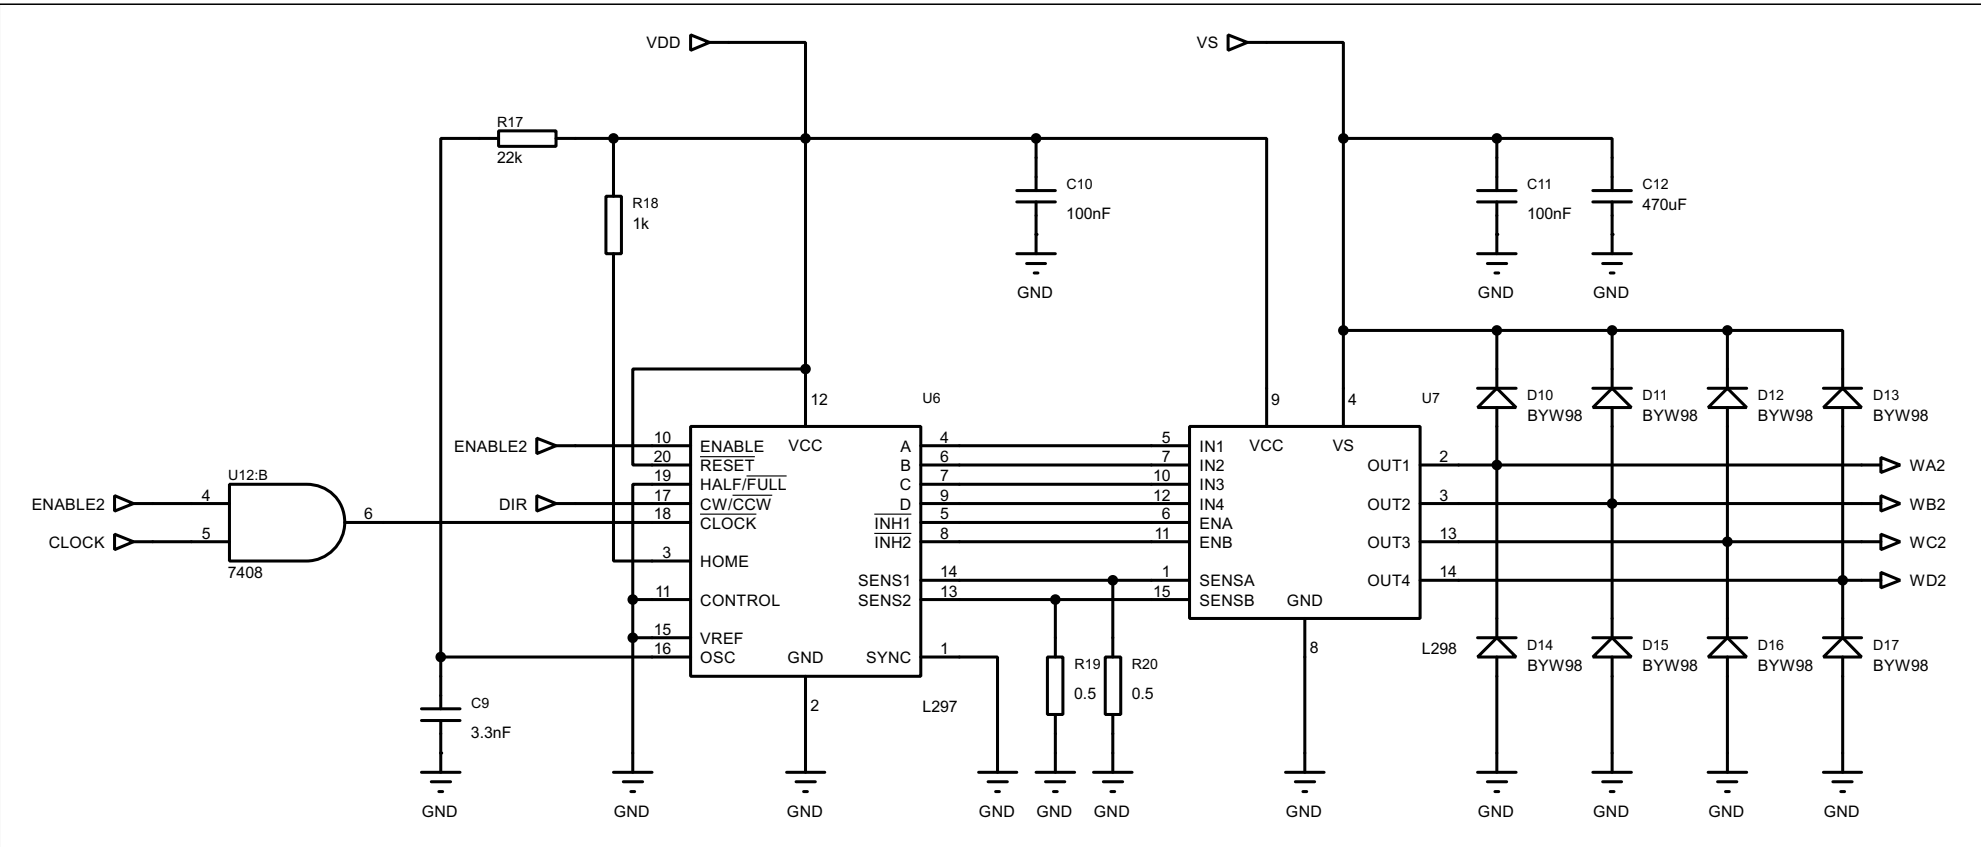 VDD
VS
R17
22k
R18
1k
C10
100nF
GND
C11
100nF
GND
C12
470uF
GND
12
U6
9
4
U7
D10
BYW98
D11
BYW98
D12
BYW98
D13
BYW98
ENABLE2
10
ENABLE
VCC
A
4
5
IN1
VCC
VS
20
RESET
B
6
7
IN2
OUT1
2
WA2
19
HALF/FULL
C
7
10
IN3
DIR
17
CW/CCW
D
9
12
IN4
OUT2
3
WB2
18
CLOCK
INH1
5
6
ENA
INH2
8
11
ENB
OUT3
13
WC2
U12:B
ENABLE2
4
6
CLOCK
5
7408
3
HOME
SENS1
14
1
SENSA
OUT4
14
WD2
11
CONTROL
SENS2
13
15
SENSB
GND
15
VREF
16
OSC
GND
SYNC
1
8
L298
R19
0.5
R20
0.5
D14
BYW98
D15
BYW98
D16
BYW98
D17
BYW98
C9
3.3nF
2
L297
GND
GND
GND
GND
GND
GND
GND
GND
GND
GND
GND